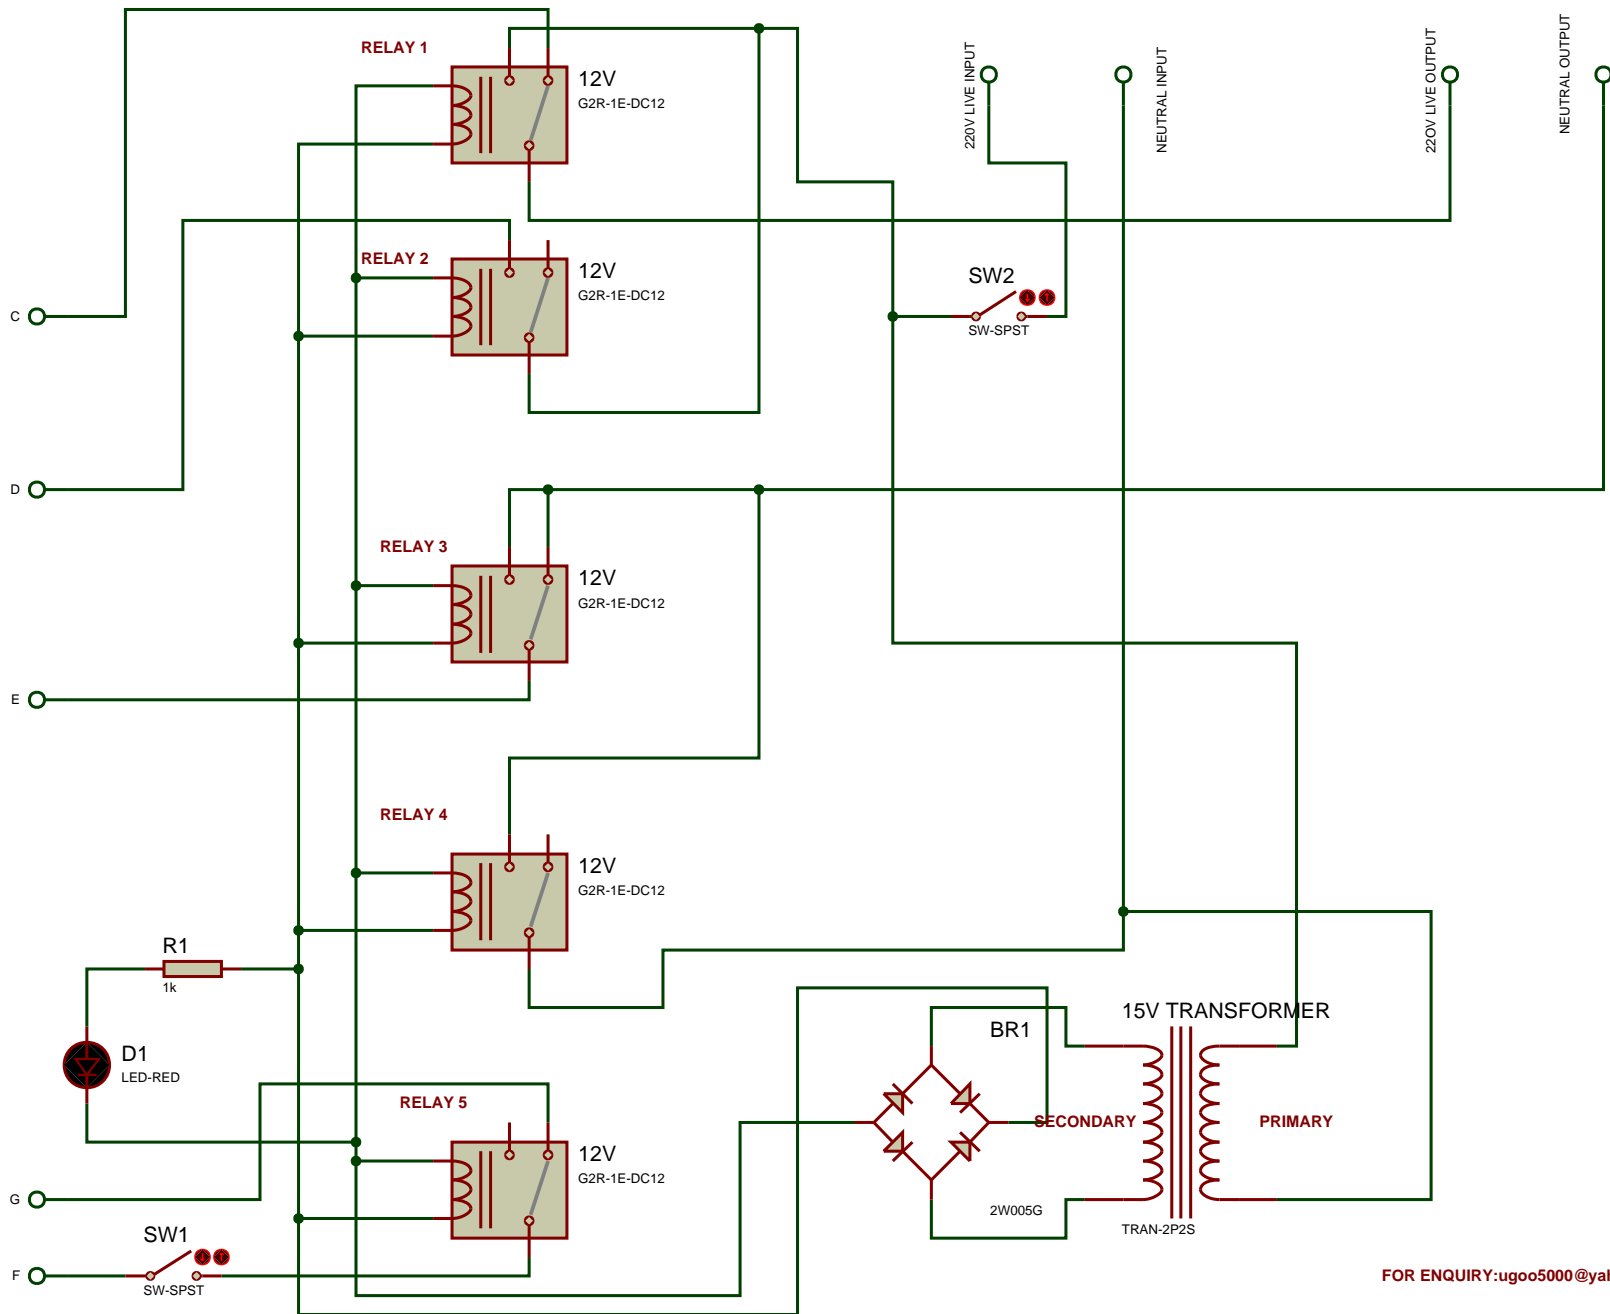 RELAY 1
12V
G2R-1E-DC12
220V LIVE INPUT
NEUTRAL INPUT
22OV LIVE OUTPUT
NEUTRAL OUTPUT
RELAY 2
12V
G2R-1E-DC12
SW2
SW-SPST
C
D
RELAY 3
12V
G2R-1E-DC12
E
RELAY 4
12V
G2R-1E-DC12
R1
1k
15V TRANSFORMER
BR1
D1
LED-RED
RELAY 5
SECONDARY
PRIMARY
12V
G2R-1E-DC12
G
2W005G
TRAN-2P2S
SW1
F
SW-SPST
FOR ENQUIRY:ugoo5000@yal